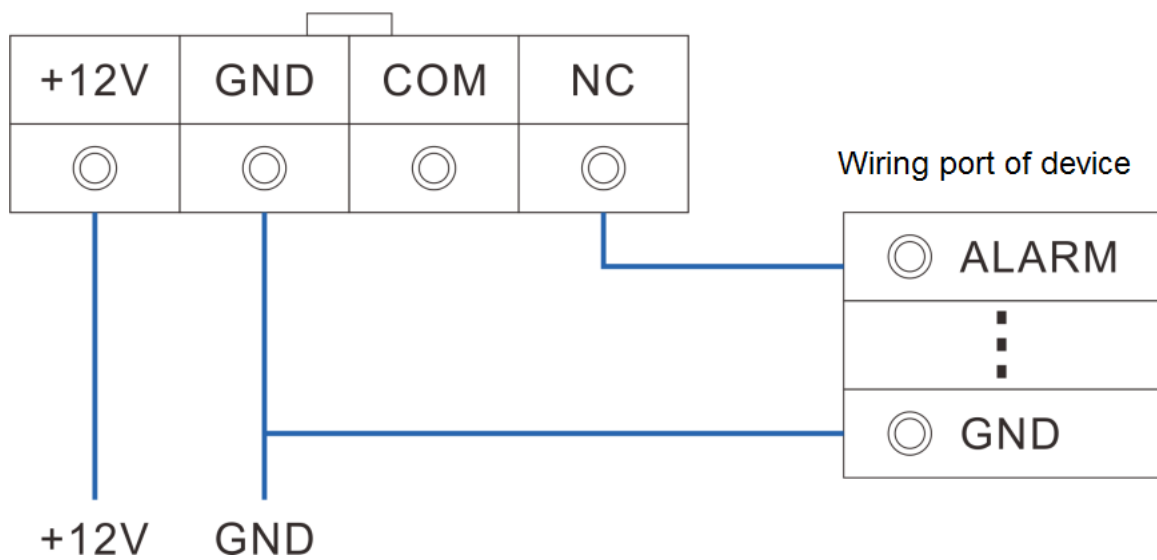 +12V GND COM NC
Wiring port of device
ALARM
GND
+12V GND